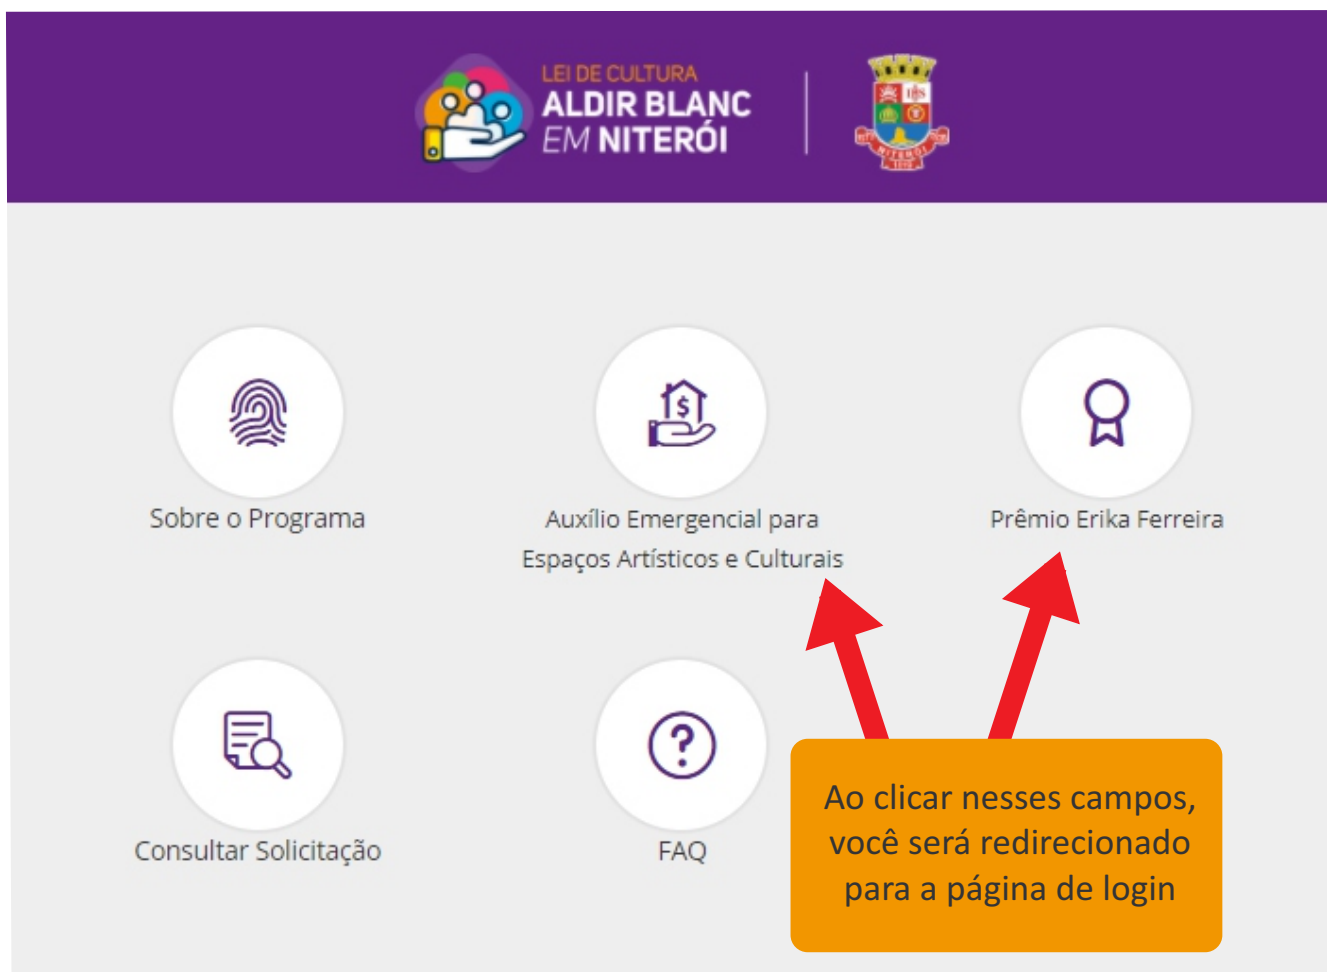 LEI DE CULTURA
ALDIR BLANC
EM NITERÓI
NITERÓI
Sobre o Programa
Auxílio Emergencial para
Espaços Artísticos e Culturais
Prêmio Erika Ferreira
Consultar Solicitação
FAQ
Ao clicar nesses campos,
você será redirecionado
para a página de login